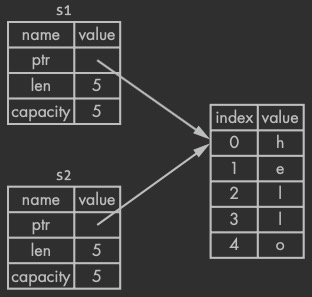 s1
name value
ptr
len 5
capacity 5
index value
0 h
1 e
2 l
3 l
4 o
s2
name value
ptr
len 5
capacity 5